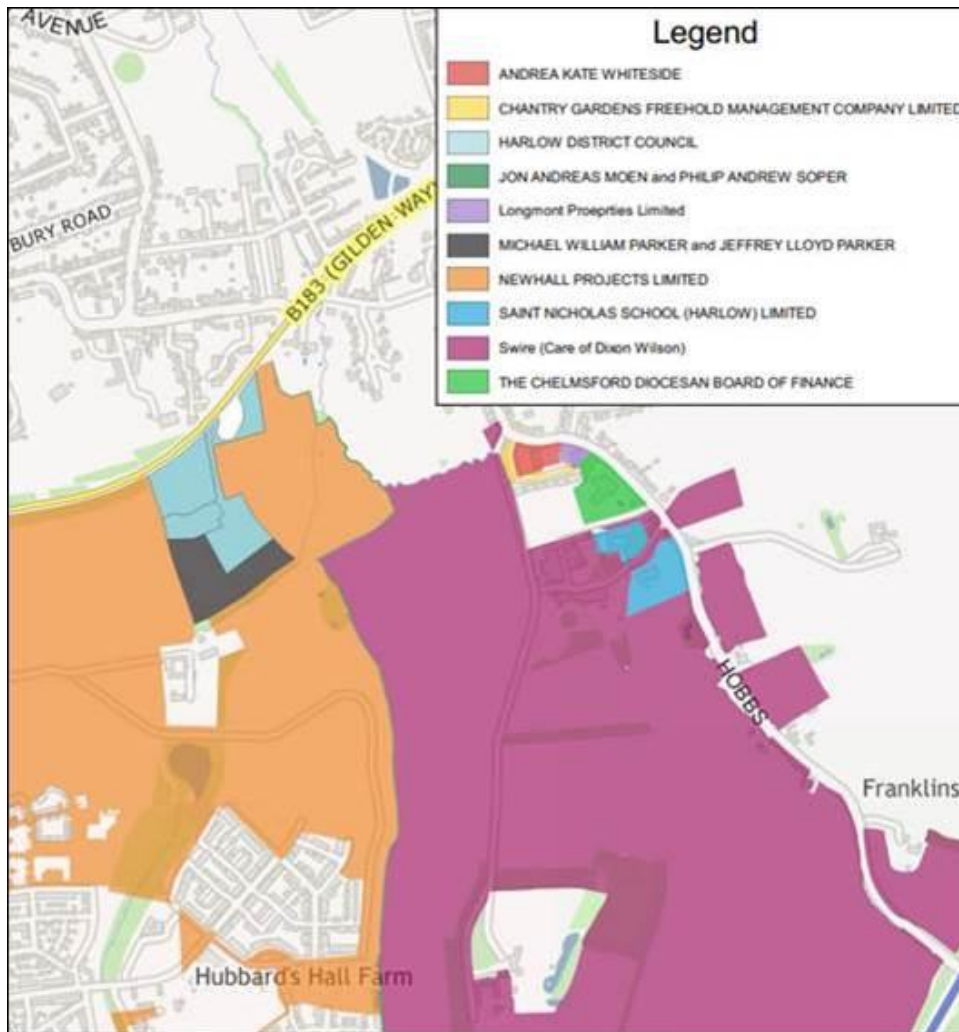 AVENUE
BURY ROAD
B183 (GILDEN WAY)
Legend
ANDREA KATE WHITESIDE
CHANTRY GARDENS FREEHOLD MANAGEMENT COMPANY LIMITED
HARLOW DISTRICT COUNCIL
JON ANDREAS MOEN and PHILIP ANDREW SOPER
Longmont Proeprties Limited
MICHAEL WILLIAM PARKER and JEFFREY LLOYD PARKER
NEWHALL PROJECTS LIMITED
SAINT NICHOLAS SCHOOL (HARLOW) LIMITED
Swire (Care of Dixon Wilson)
THE CHELMSFORD DIOCESAN BOARD OF FINANCE
HOBBS
Franklins
Hubbard's Hall Farm